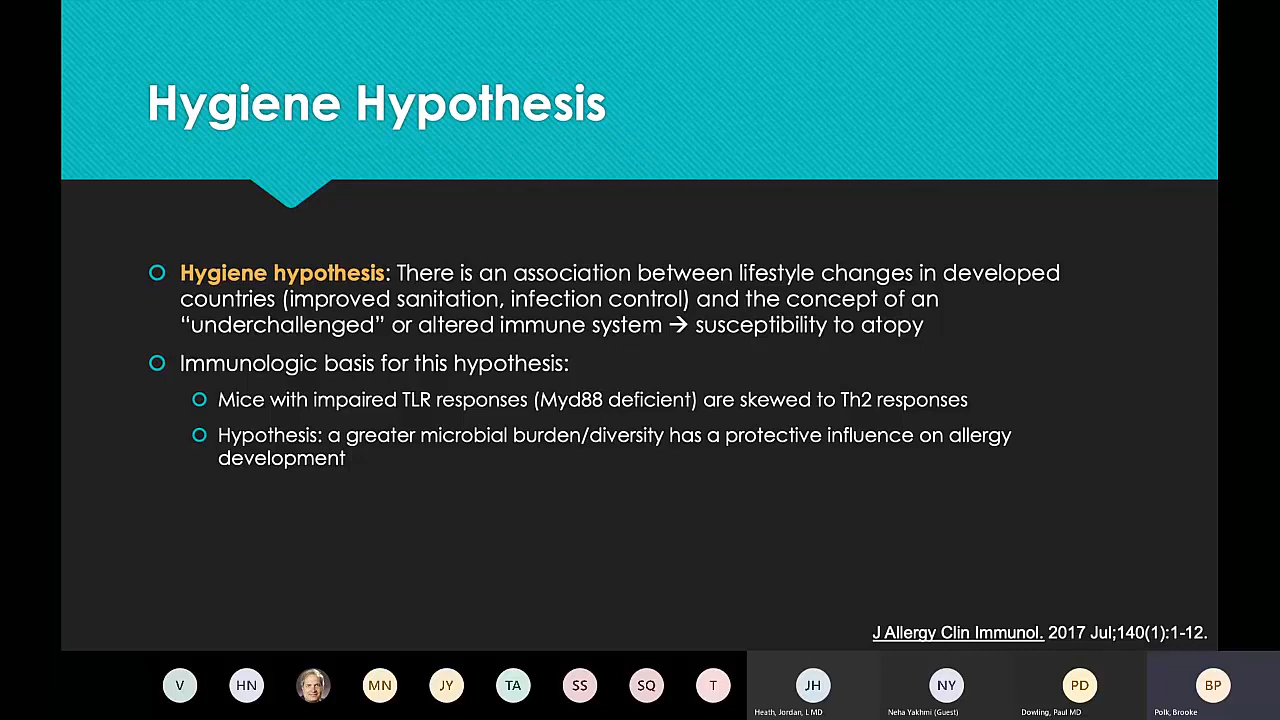 Hygiene Hypothesis
Hygiene hypothesis: There is an association between lifestyle changes in developed
countries (improved sanitation, infection control) and the concept of an
“underchallenged” or altered immune system → susceptibility to atopy
Immunologic basis for this hypothesis:
Mice with impaired TLR responses (Myd88 deficient) are skewed to Th2 responses
Hypothesis: a greater microbial burden/diversity has a protective influence on allergy
development
J Allergy Clin Immunol. 2017 Jul;140(1):1-12.
V HN MN JY TA SS SQ T JH NY PD BP
Heath, Jordan, L MD Neha Yakhmi (Guest) Dowling, Paul MD Polk, Brooke